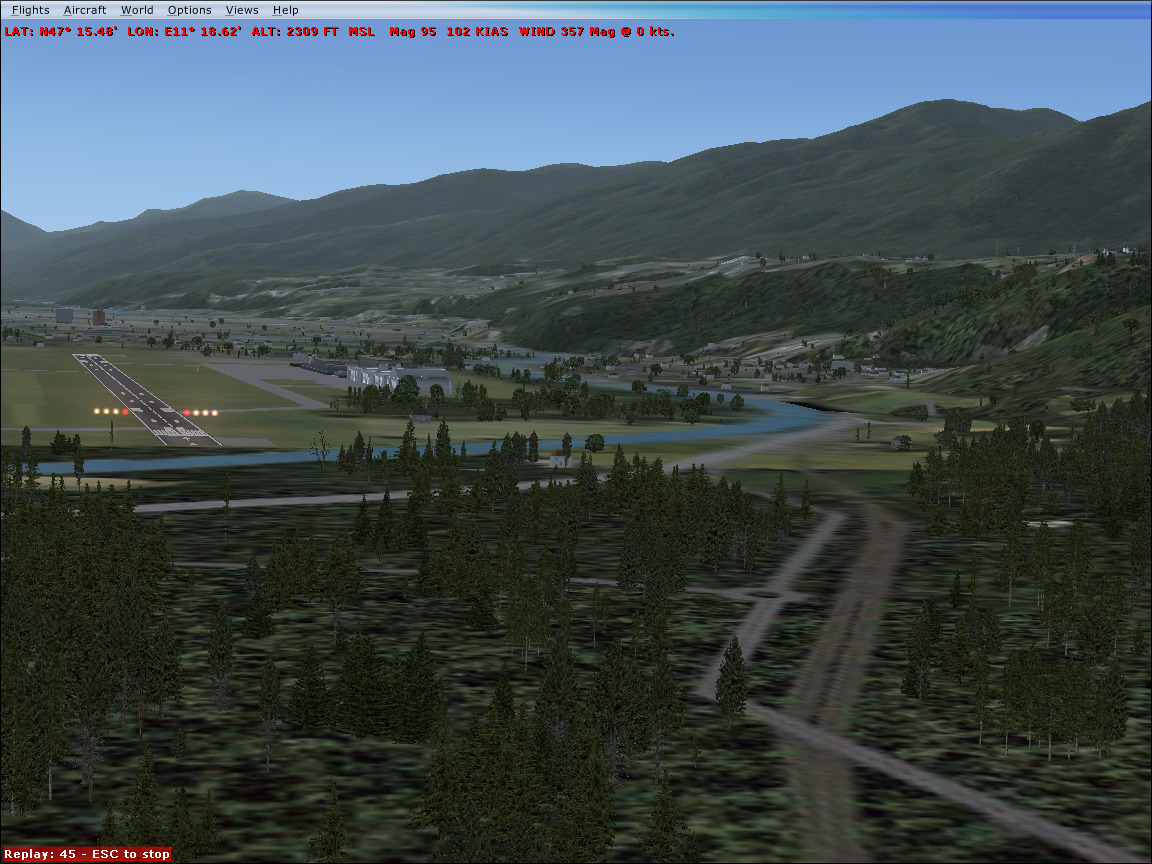 Flights Aircraft World Options Views Help
LAT: N47° 15.48' LON: E11° 18.62' ALT: 2309 FT MSL Mag 95 102 KIAS WIND 357 Mag @ 0 kts.
Replay: 45 - ESC to stop